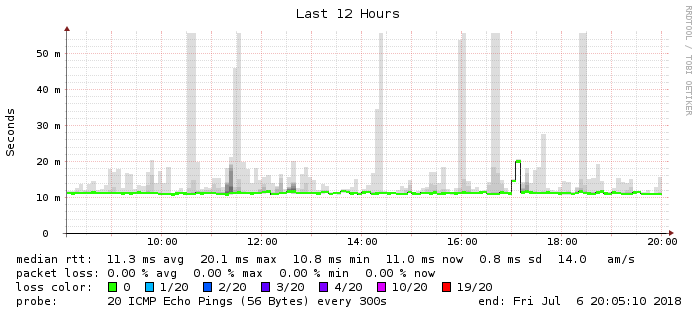 Last 12 Hours
RRDTOOL / TOBI OETIKER
Seconds
50 m
40 m
30 m
20 m
10 m
0
10:00 12:00 14:00 16:00 18:00 20:00
median rtt: 11.3 ms avg 20.1 ms max 10.8 ms min 11.0 ms now 0.8 ms sd 14.0 am/s
packet loss: 0.00 % avg 0.00 % max 0.00 % min 0.00 % now
loss color: 0 1/20 2/20 3/20 4/20 10/20 19/20
probe: 20 ICMP Echo Pings (56 Bytes) every 300s end: Fri Jul 6 20:05:10 2018